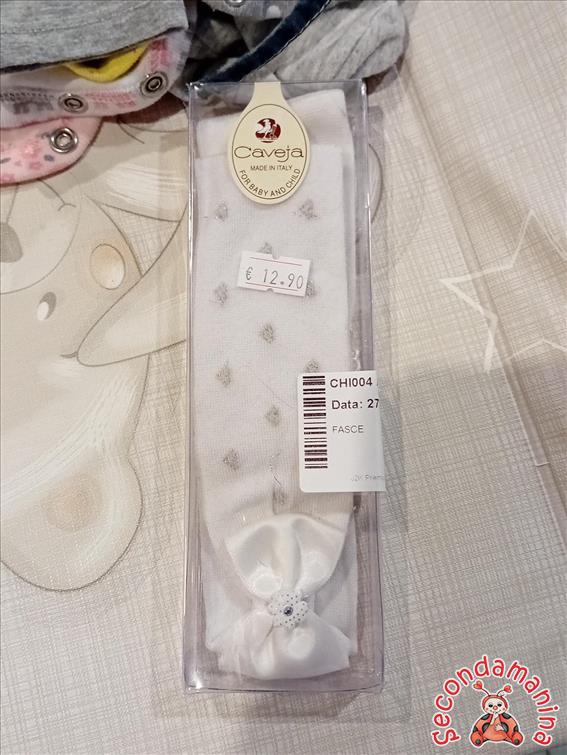 Caveja
MADE IN ITALY
FOR BABY AND CHILD
€ 12.90
CHI004
Data: 27
FASCE
Secondamanina